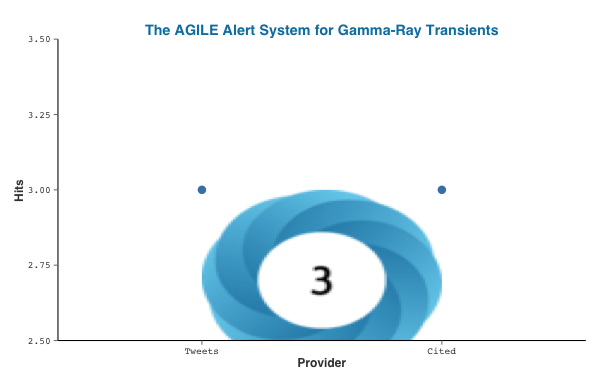 The AGILE Alert System for Gamma-Ray Transients
3.50
3.25
3.00
2.75
2.50
Hits
3
Tweets
Cited
Provider